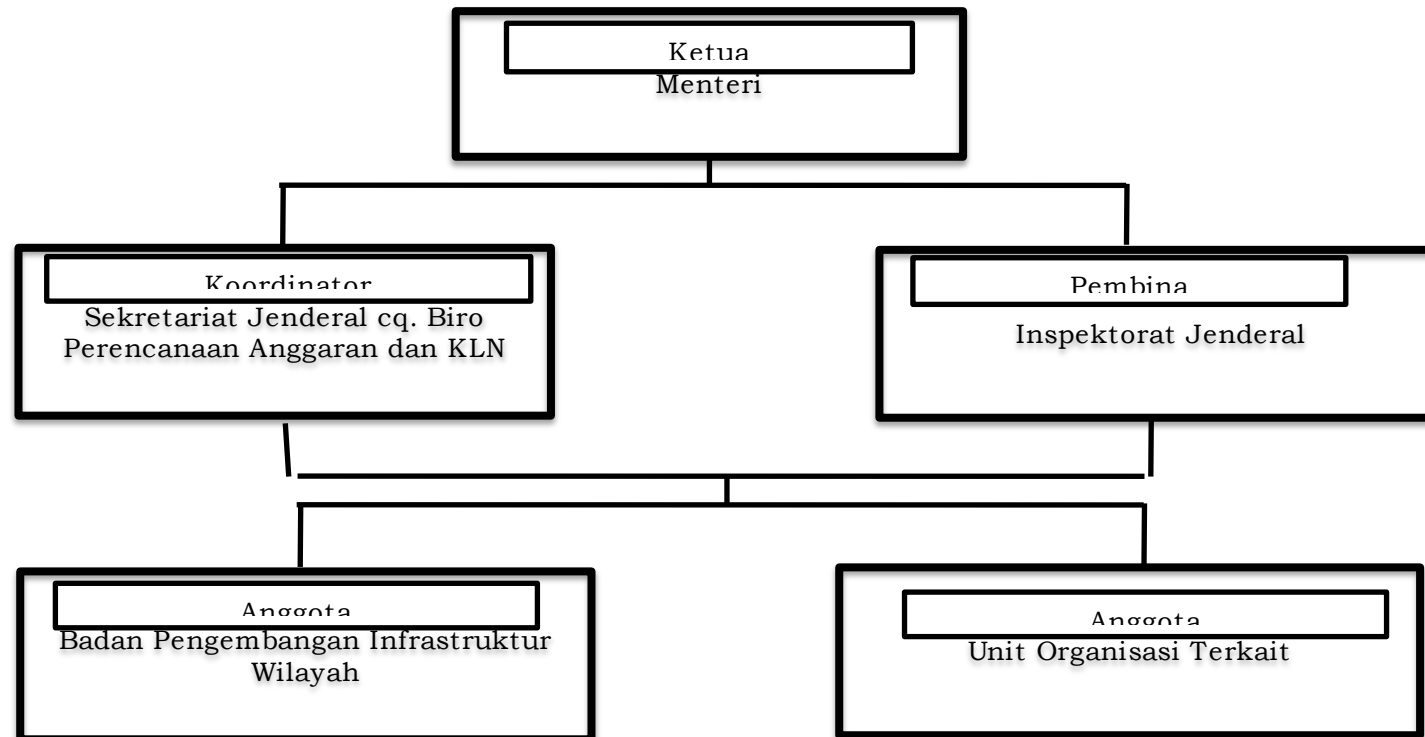 Ketua
Menteri
Koordinator
Sekretariat Jenderal cq. Biro
Perencanaan Anggaran dan KLN
Pembina
Inspektorat Jenderal
Anggota
Badan Pengembangan Infrastruktur
Wilayah
Anggota
Unit Organisasi Terkait